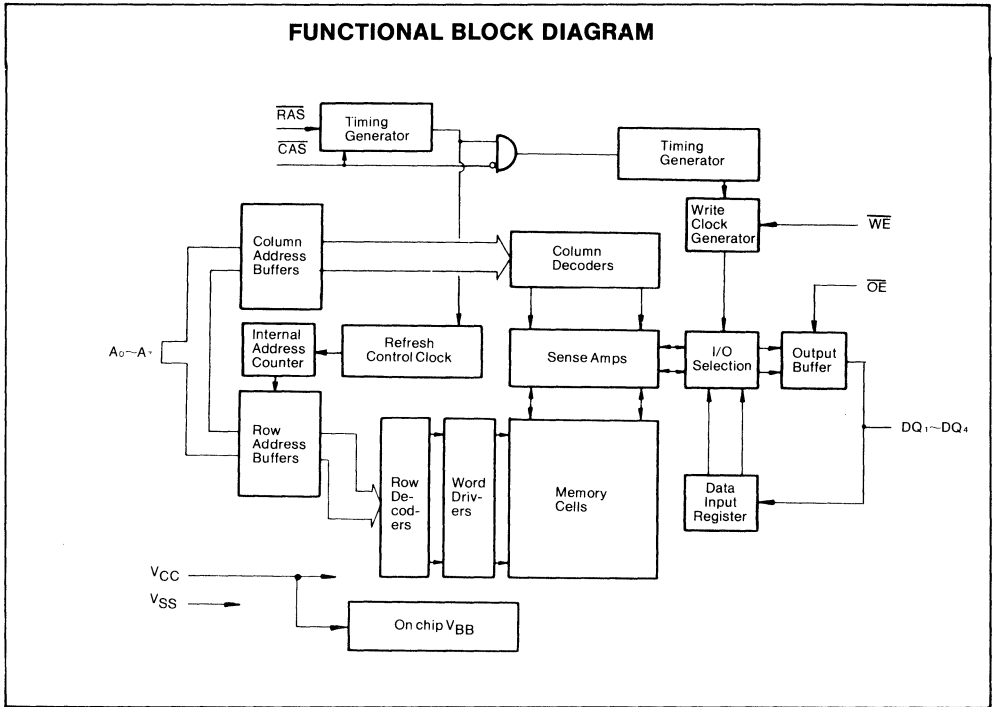 FUNCTIONAL BLOCK DIAGRAM
RAS
Timing
Generator
CAS
Timing
Generator
Write
Clock
Generator
WE
Column
Address
Buffers
Column
Decoders
OE
A0~A7
Internal
Address
Counter
Refresh
Control Clock
Sense Amps
I/O
Selection
Output
Buffer
Row
Address
Buffers
DQ1~DQ4
Row
De-
cod-
ers
Word
Driv-
ers
Memory
Cells
Data
Input
Register
VCC
VSS
On chip VBB